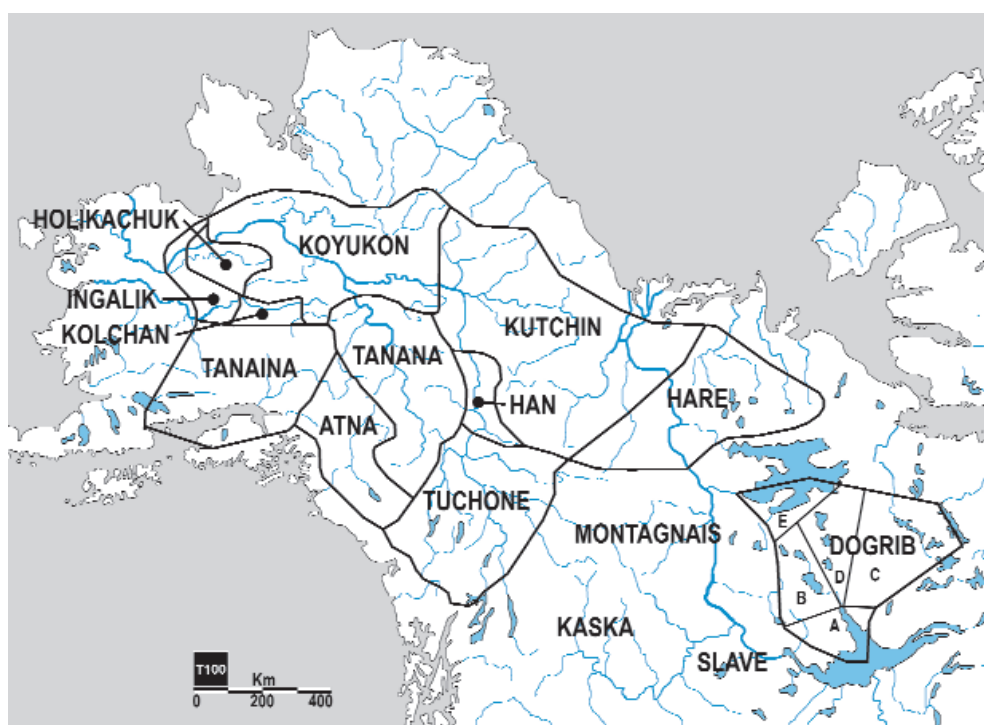 HOLIKACHUK
KOYUKON
INGALIK
KOLCHAN
KUTCHIN
TANAINA
TANANA
HARE
HAN
ATNA
TUCHONE
MONTAGNAIS
E
DOGRIB
D
C
B
A
KASKA
SLAVE
T100
Km
0 200 400